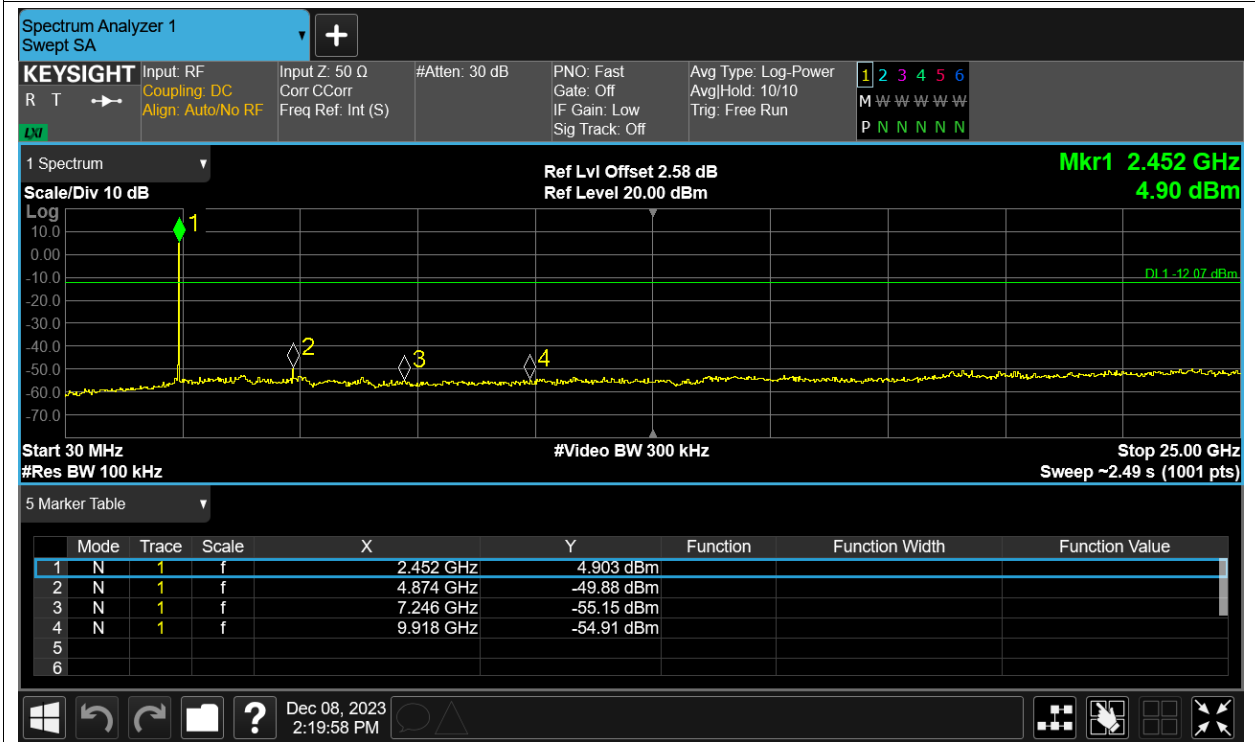 Spectrum Analyzer 1
Swept SA
+
KEYSIGHT
R T
LXI
Input: RF
Coupling: DC
Align: Auto/No RF
Input Z: 50 Ω
Corr CCorr
Freq Ref: Int (S)
#Atten: 30 dB
PNO: Fast
Gate: Off
IF Gain: Low
Sig Track: Off
Avg Type: Log-Power
Avg|Hold: 10/10
Trig: Free Run
1 2 3 4 5 6
M W W W W W
P N N N N N
1 Spectrum
Scale/Div 10 dB
Ref Lvl Offset 2.58 dB
Ref Level 20.00 dBm
Mkr1 2.452 GHz
4.90 dBm
Log
10.0
0.00
-10.0
-20.0
-30.0
-40.0
-50.0
-60.0
-70.0
1
2
3
4
DL1 -12.07 dBm
Start 30 MHz
#Res BW 100 kHz
#Video BW 300 kHz
Stop 25.00 GHz
Sweep ~2.49 s (1001 pts)
5 Marker Table
Mode Trace Scale X Y Function Function Width Function Value
1 N 1 f 2.452 GHz 4.903 dBm
2 N 1 f 4.874 GHz -49.88 dBm
3 N 1 f 7.246 GHz -55.15 dBm
4 N 1 f 9.918 GHz -54.91 dBm
5
6
?
Dec 08, 2023
2:19:58 PM